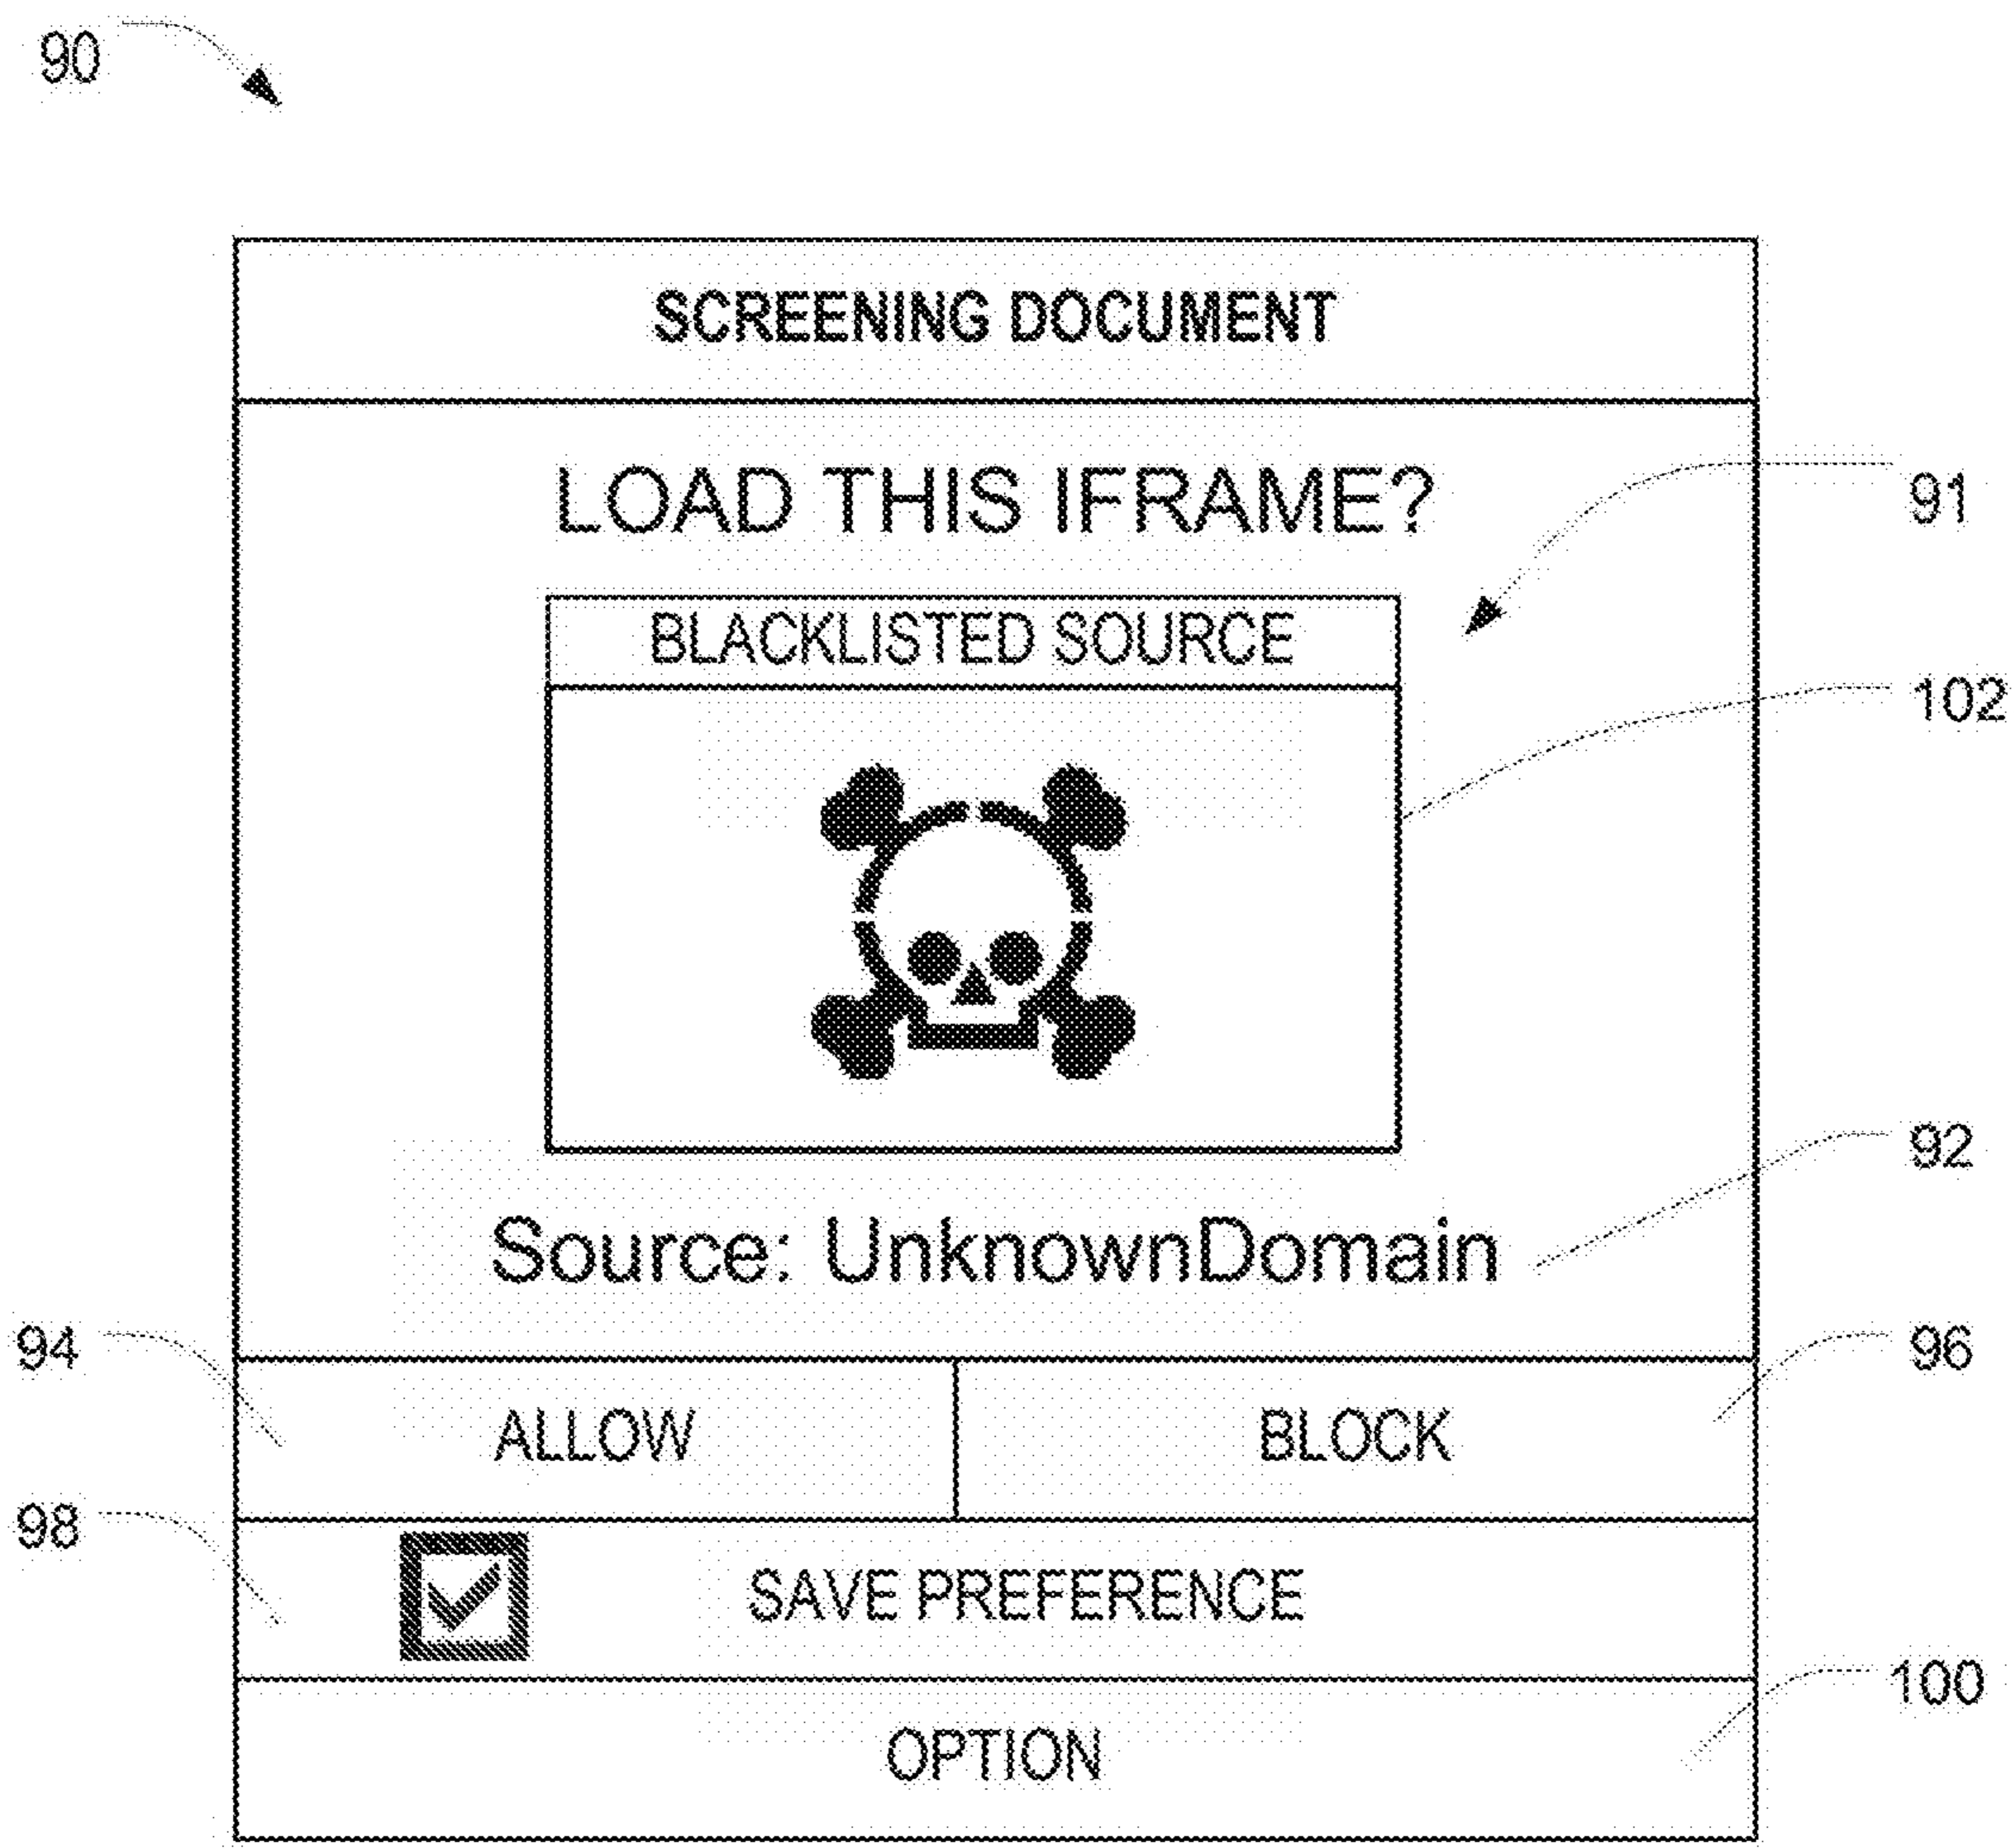 90
SCREENING DOCUMENT
LOAD THIS IFRAME?
91
BLACKLISTED SOURCE
102
92
Source: UnknownDomain
94
96
ALLOW
BLOCK
98
SAVE PREFERENCE
100
OPTION